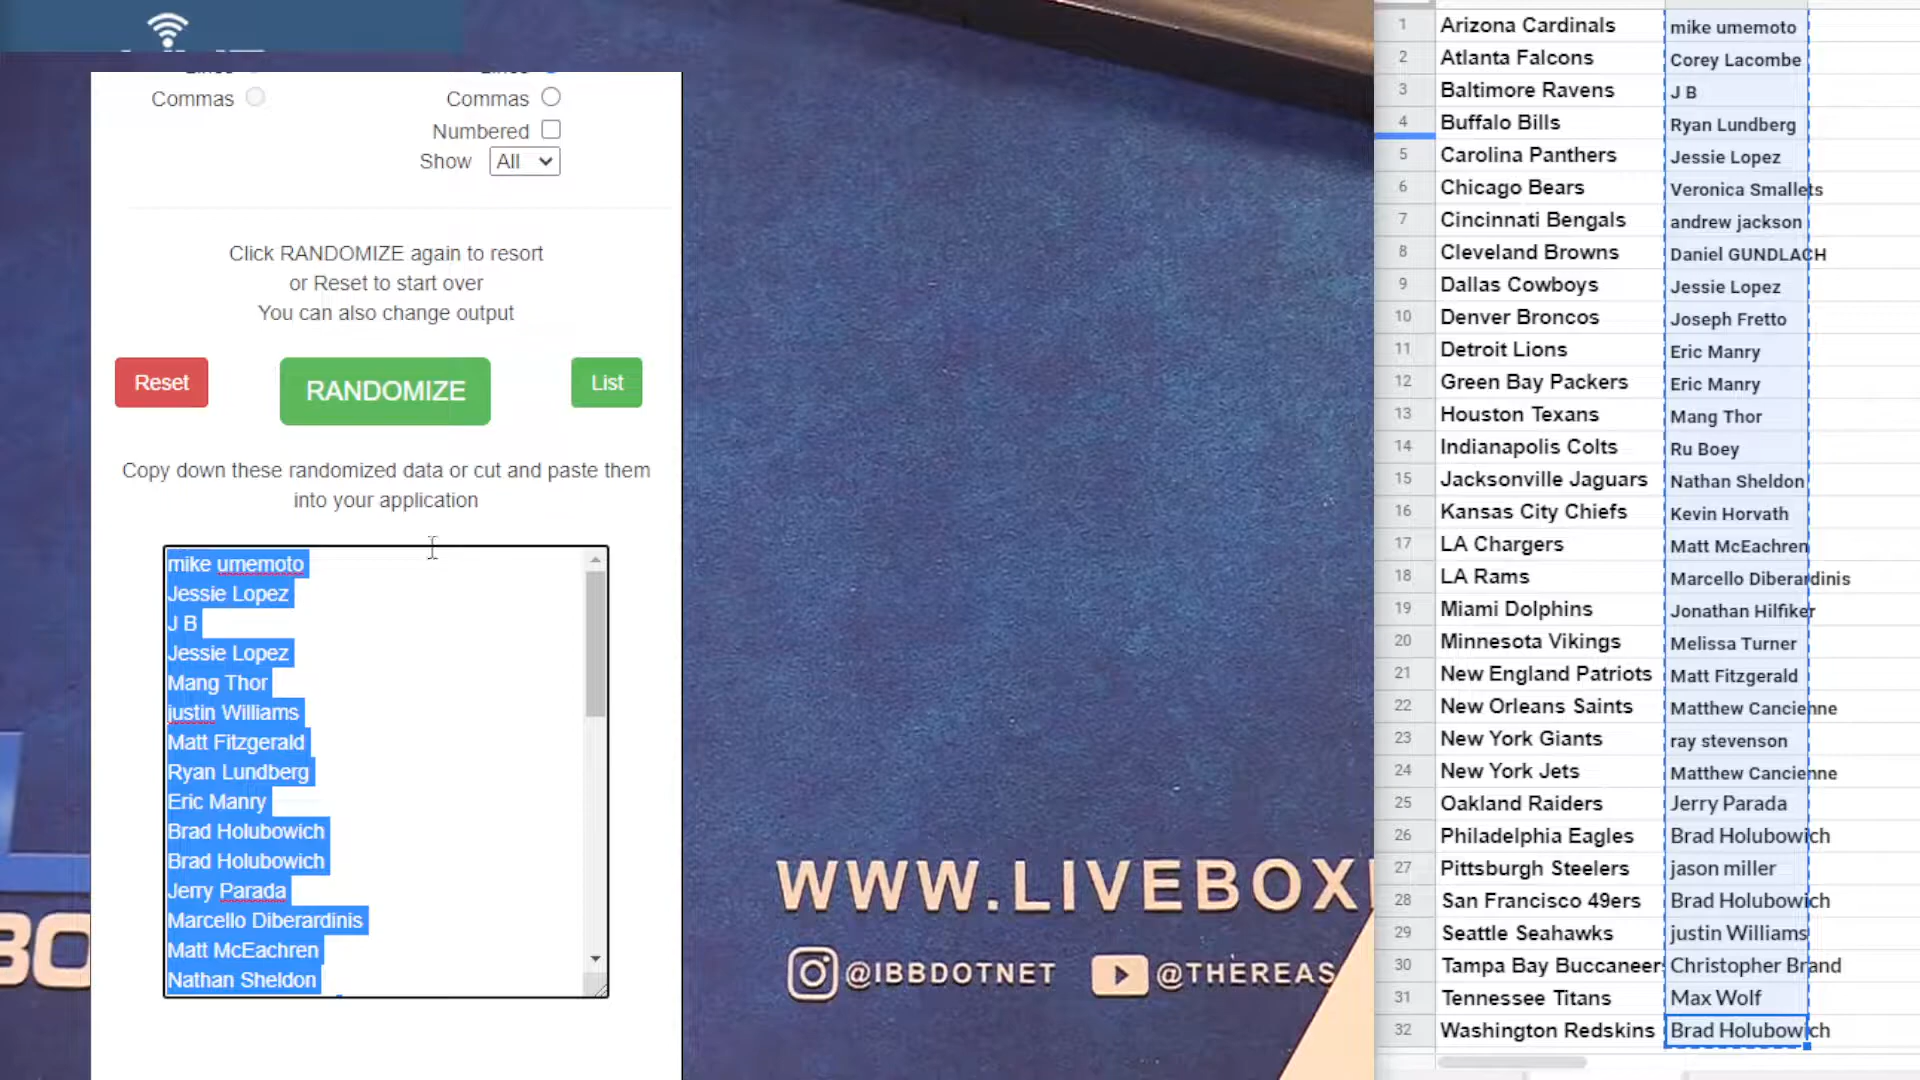 Commas
Commas
Numbered
Show All
Click RANDOMIZE again to resort
or Reset to start over
You can also change output
Reset
RANDOMIZE
List
Copy down these randomized data or cut and paste them
into your application
mike umemoto
Jessie Lopez
J B
Jessie Lopez
Mang Thor
justin Williams
Matt Fitzgerald
Ryan Lundberg
Eric Manry
Brad Holubowich
Brad Holubowich
Jerry Parada
Marcello Diberardinis
Matt McEachren
Nathan Sheldon
WWW.LIVEBOX
@IBBDOTNET
@THEREAS
BO
1 Arizona Cardinals mike umemoto
2 Atlanta Falcons Corey Lacombe
3 Baltimore Ravens J B
4 Buffalo Bills Ryan Lundberg
5 Carolina Panthers Jessie Lopez
6 Chicago Bears Veronica Smallets
7 Cincinnati Bengals andrew jackson
8 Cleveland Browns Daniel GUNDLACH
9 Dallas Cowboys Jessie Lopez
10 Denver Broncos Joseph Fretto
11 Detroit Lions Eric Manry
12 Green Bay Packers Eric Manry
13 Houston Texans Mang Thor
14 Indianapolis Colts Ru Boey
15 Jacksonville Jaguars Nathan Sheldon
16 Kansas City Chiefs Kevin Horvath
17 LA Chargers Matt McEachren
18 LA Rams Marcello Diberardinis
19 Miami Dolphins Jonathan Hilfiker
20 Minnesota Vikings Melissa Turner
21 New England Patriots Matt Fitzgerald
22 New Orleans Saints Matthew Cancienne
23 New York Giants ray stevenson
24 New York Jets Matthew Cancienne
25 Oakland Raiders Jerry Parada
26 Philadelphia Eagles Brad Holubowich
27 Pittsburgh Steelers jason miller
28 San Francisco 49ers Brad Holubowich
29 Seattle Seahawks justin Williams
30 Tampa Bay Buccaneers Christopher Brand
31 Tennessee Titans Max Wolf
32 Washington Redskins Brad Holubowich